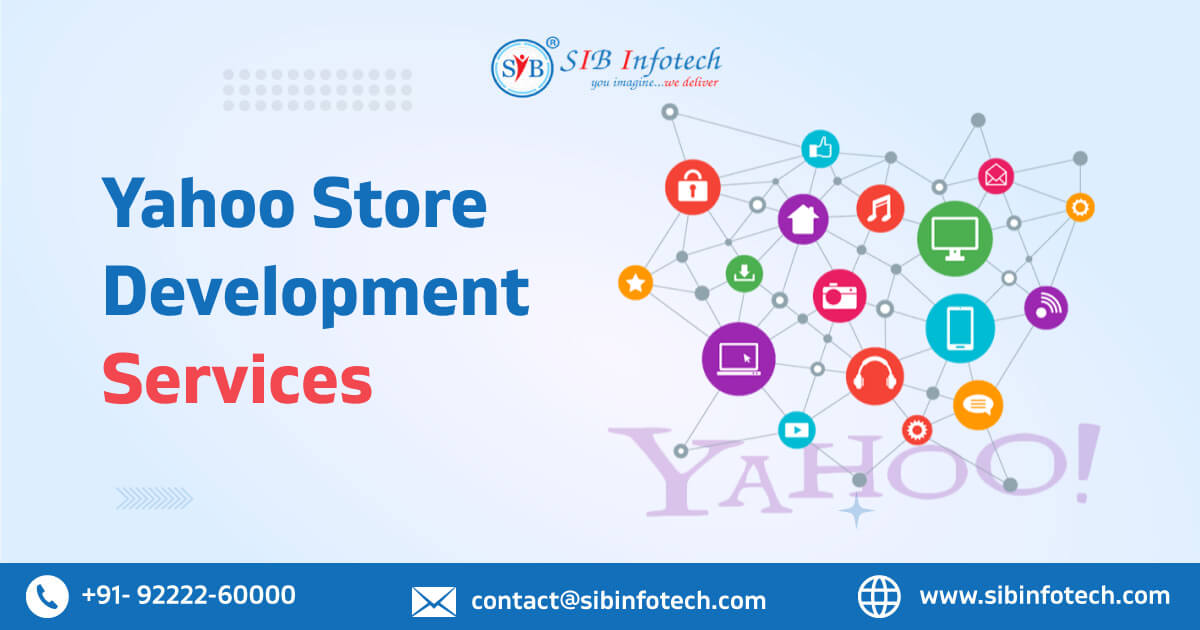 SYB ®
SIB Infotech
you imagine...we deliver
Yahoo Store
Development
Services
YAHOO!
+91- 92222-60000
contact@sibinfotech.com
www.sibinfotech.com